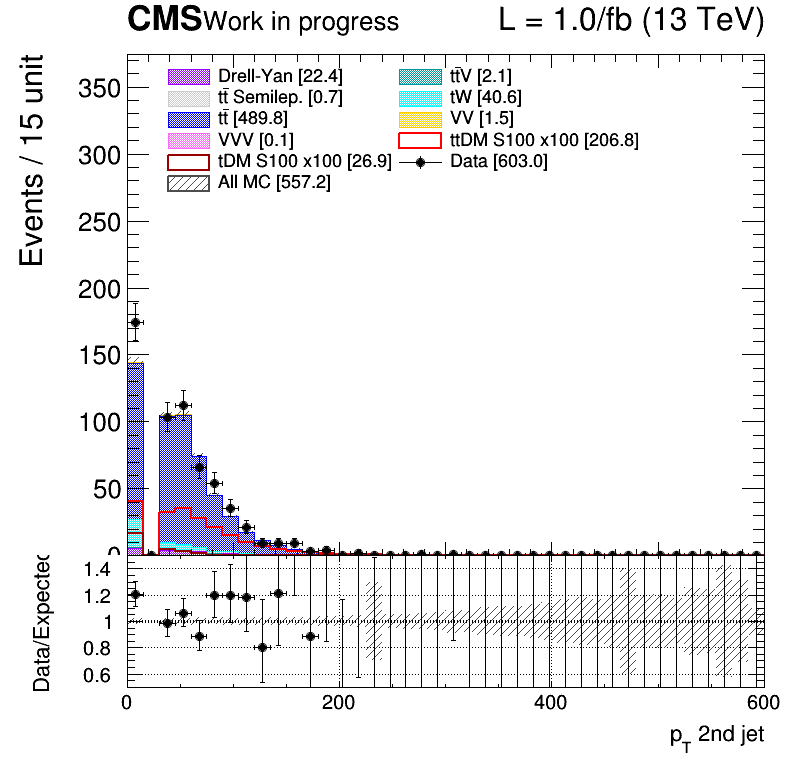 CMS Work in progress L = 1.0/fb (13 TeV)
Drell-Yan [22.4] tt̄V [2.1]
tt̄ Semilep. [0.7] tW [40.6]
tt̄ [489.8] VV [1.5]
VVV [0.1] ttDM S100 x100 [206.8]
tDM S100 x100 [26.9] Data [603.0]
All MC [557.2]
Events / 15 unit
350
300
250
200
150
100
50
0
Data/Expected
1.4
1.2
1
0.8
0.6
0 200 400 600
p_T 2nd jet